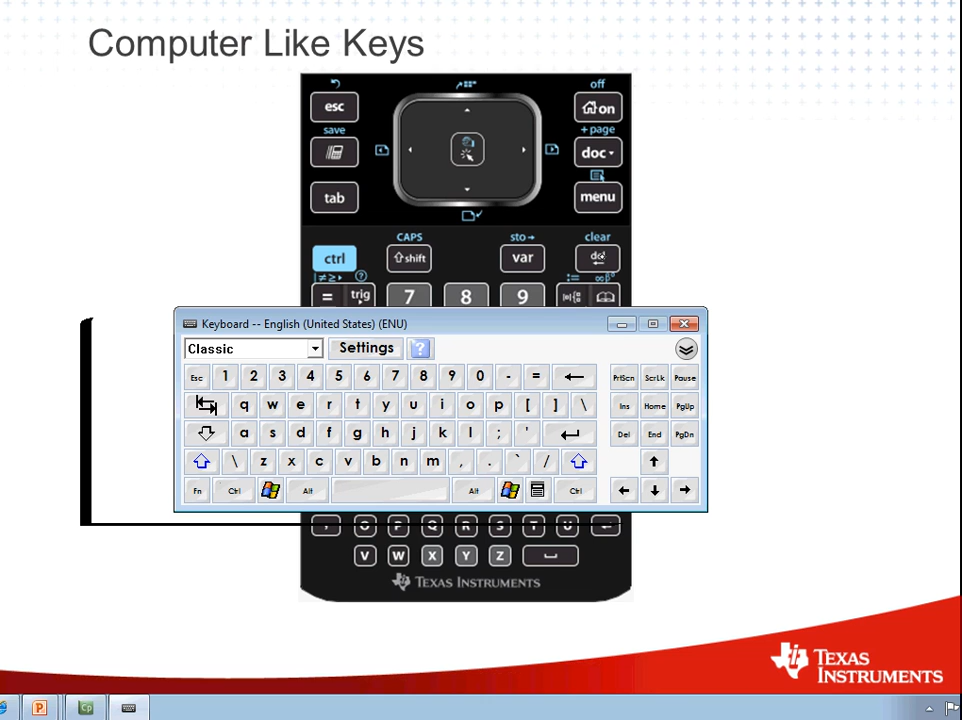 Computer Like Keys
off
esc
on
save
+ page
doc
tab
menu
CAPS
sto→
clear
ctrl
⇧shift
var
del
|≠≥▸
:=
∞β°
=
trig
7
8
9
Keyboard -- English (United States) (ENU)
Classic
Settings
?
Esc 1 2 3 4 5 6 7 8 9 0 - = ← PrtScn ScrLk Pause
q w e r t y u i o p [ ] \ Ins Home PgUp
a s d f g h j k l ; ' Del End PgDn
\ z x c v b n m , . ` /
Fn Ctrl Alt Alt Ctrl
, O P Q R S T U
V W X Y Z
TEXAS INSTRUMENTS
TEXAS
INSTRUMENTS
P
Cp